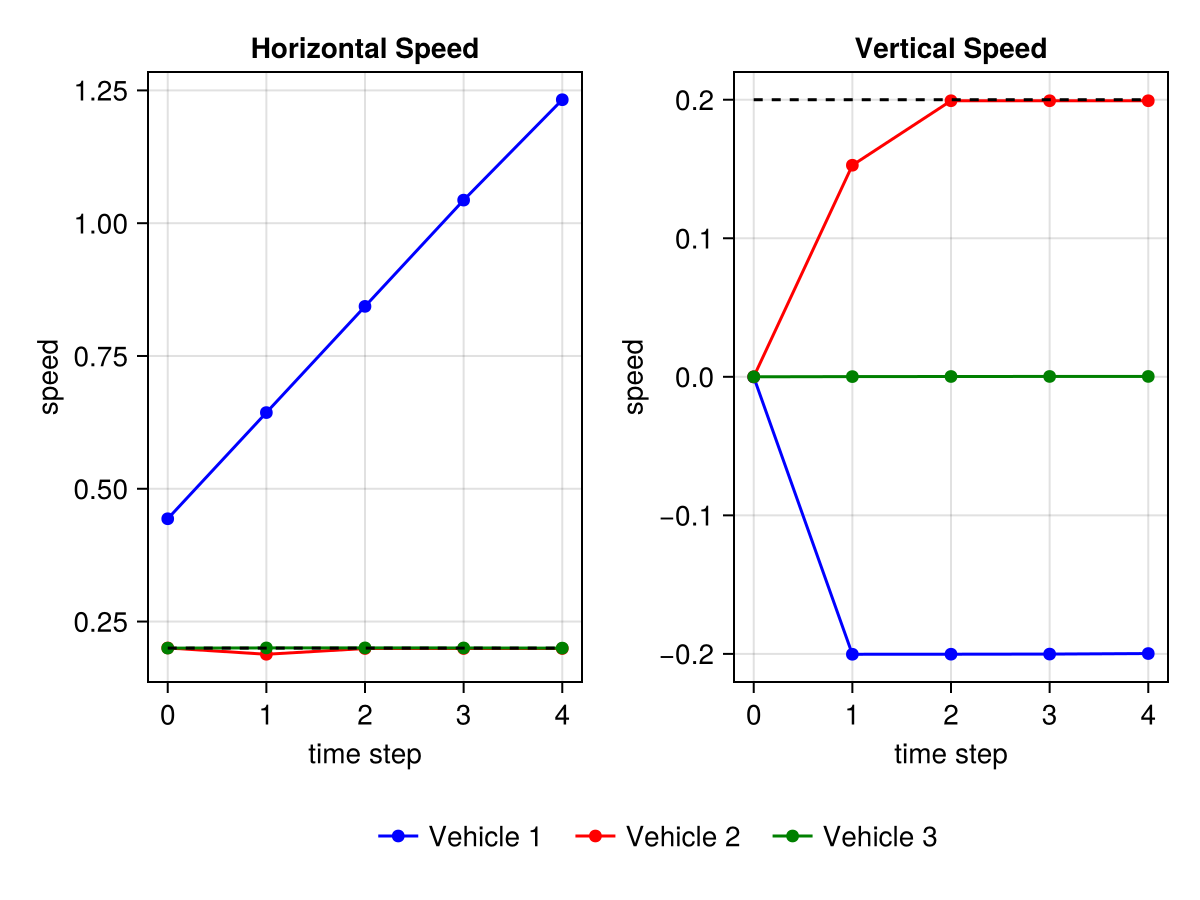 Horizontal Speed
1.25
1.00
0.75
0.50
0.25
speed
0 1 2 3 4
time step
Vertical Speed
0.2
0.1
0.0
−0.1
−0.2
speed
0 1 2 3 4
time step
Vehicle 1 Vehicle 2 Vehicle 3